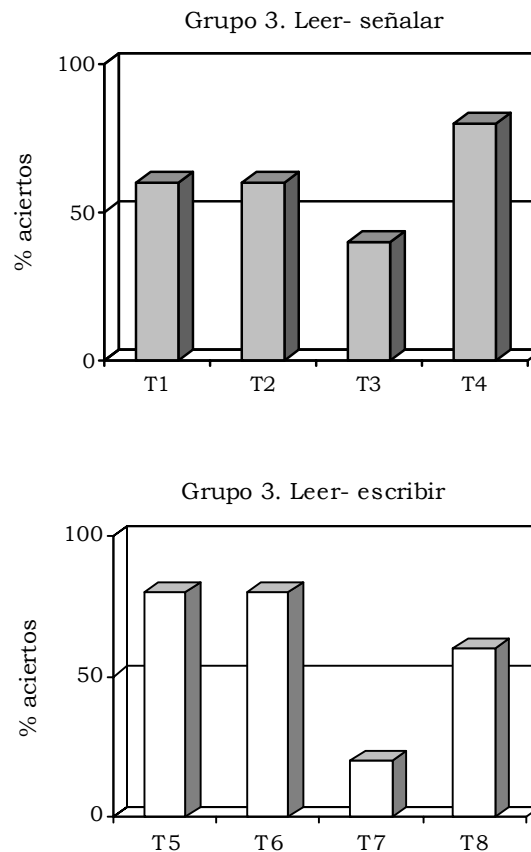 Grupo 3. Leer- señalar
100
% aciertos
50
0
T1 T2 T3 T4
Grupo 3. Leer- escribir
100
% aciertos
50
0
T5 T6 T7 T8